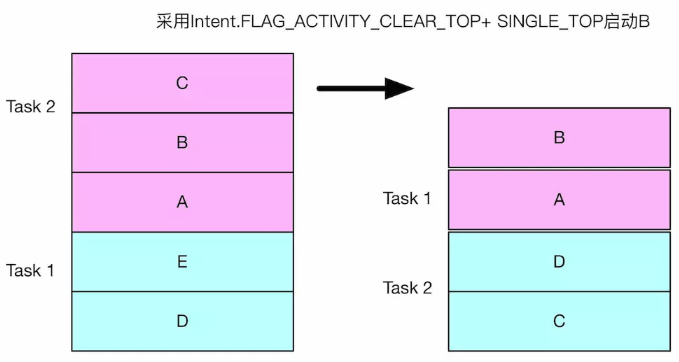 采用Intent.FLAG_ACTIVITY_CLEAR_TOP+ SINGLE_TOP启动B
Task 2
C
B
A
Task 1
E
D
B
Task 1
A
D
Task 2
C